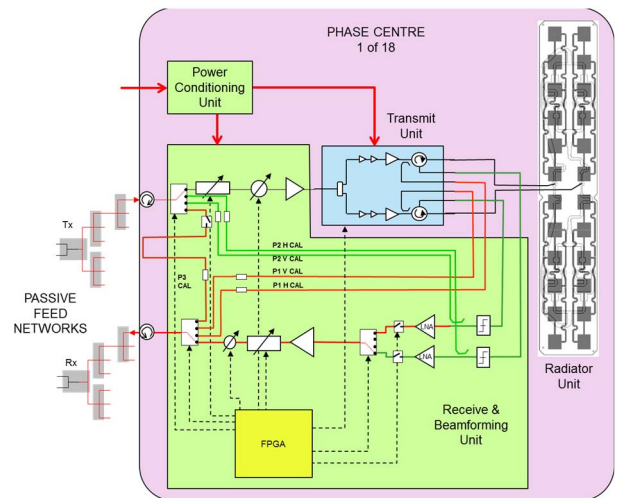 PHASE CENTRE
1 of 18
Power
Conditioning
Unit
Transmit
Unit
Tx
P2 H CAL
P2 V CAL
P3
CAL
P1 V CAL
P1 H CAL
PASSIVE
FEED
NETWORKS
LNA
LNA
Rx
Radiator
Unit
Receive &
Beamforming
Unit
FPGA